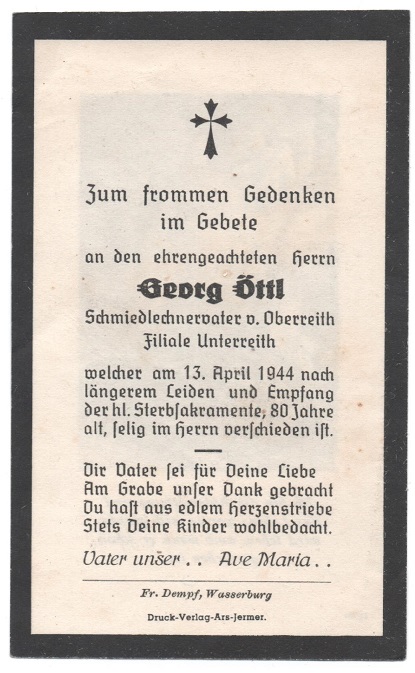 Zum frommen Gedenken
im Gebete
an den ehrengeachteten Herrn
Georg Öttl
Schmiedlechnervater v. Oberreith
Filiale Unterreith
welcher am 13. April 1944 nach
längerem Leiden und Empfang
der hl. Sterbsakramente, 80 Jahre
alt, selig im Herrn verschieden ist.
Dir Vater sei für Deine Liebe
Am Grabe unser Dank gebracht
Du hast aus edlem Herzenstriebe
Stets Deine Kinder wohlbedacht.
Vater unser . . Ave Maria . .
Fr. Dempf, Wasserburg
Druck-Verlag-Ars-Jermer.